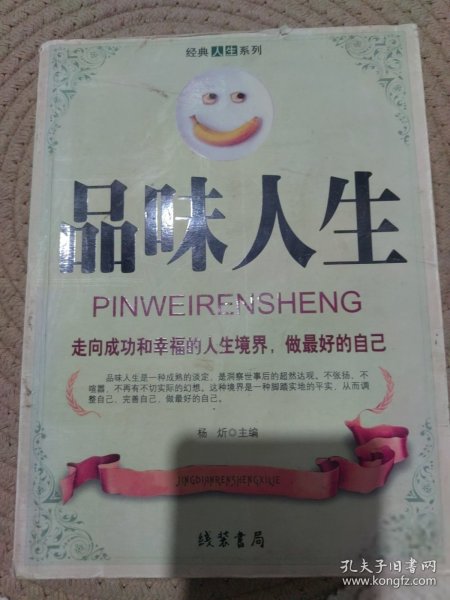 经典人生系列
品味人生
PINWEIRENSHENG
走向成功和幸福的人生境界，做最好的自己
品味人生是一种成熟的淡定，是洞察世事后的超然达观、不张扬、不
喧嚣，不再有不切实际的幻想。这种境界是一种脚踏实地的平实，从而调
整自己，完善自己，做最好的自己。
杨炘◎主编
JINGDIANRENSHENGXILIE
线装书局
孔夫子旧书网
www.kongfz.com